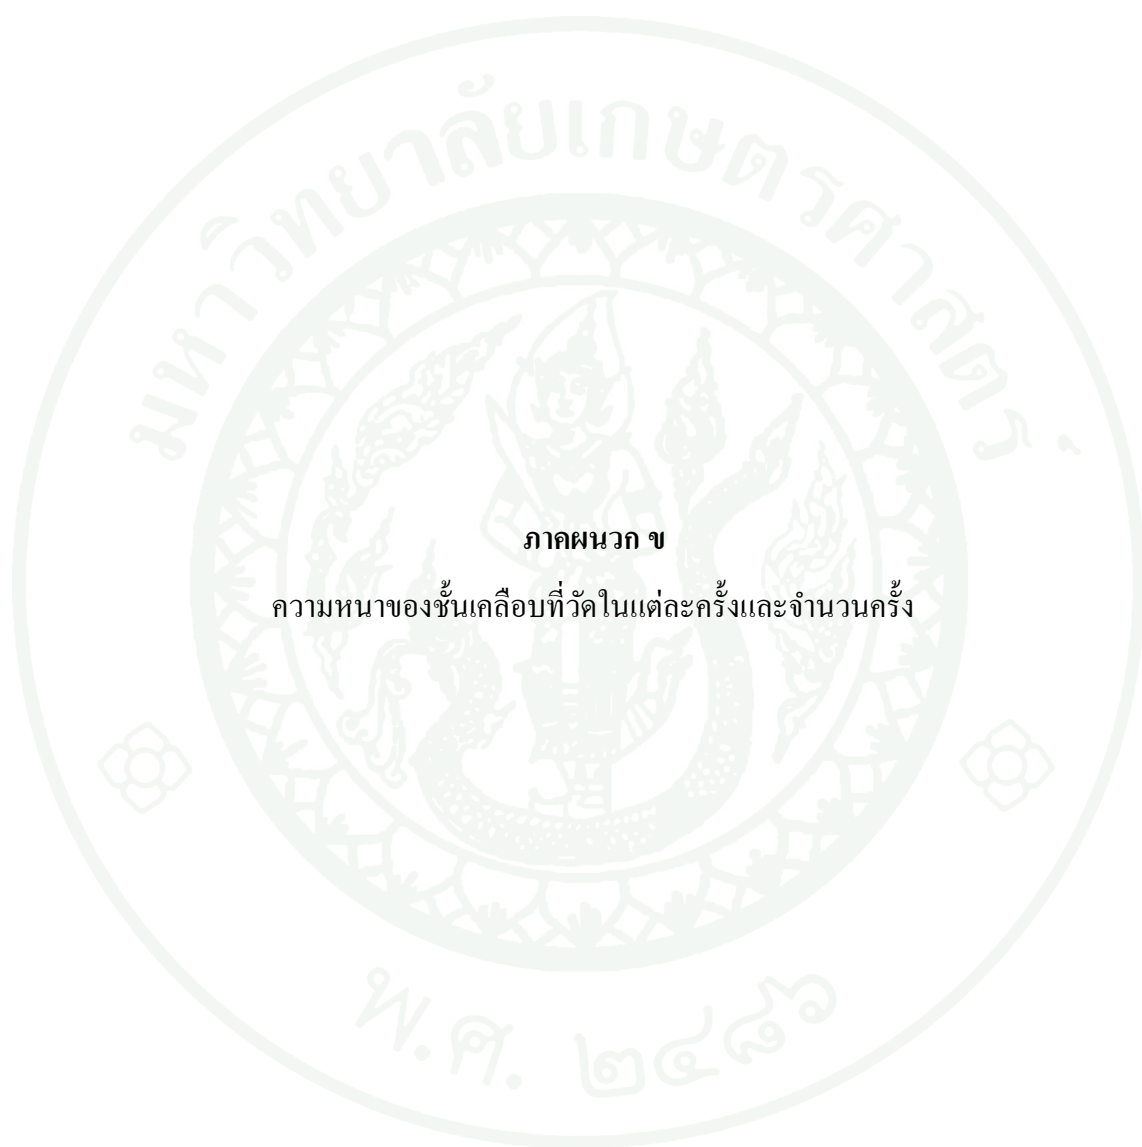 มหาวิทยาลัยเกษตรศาสตร์
ภาคผนวก ข
ความหนาของชั้นเคลือบที่วัดในแต่ละครั้งและจำนวนครั้ง
พ.ศ. ๒๔๘๖